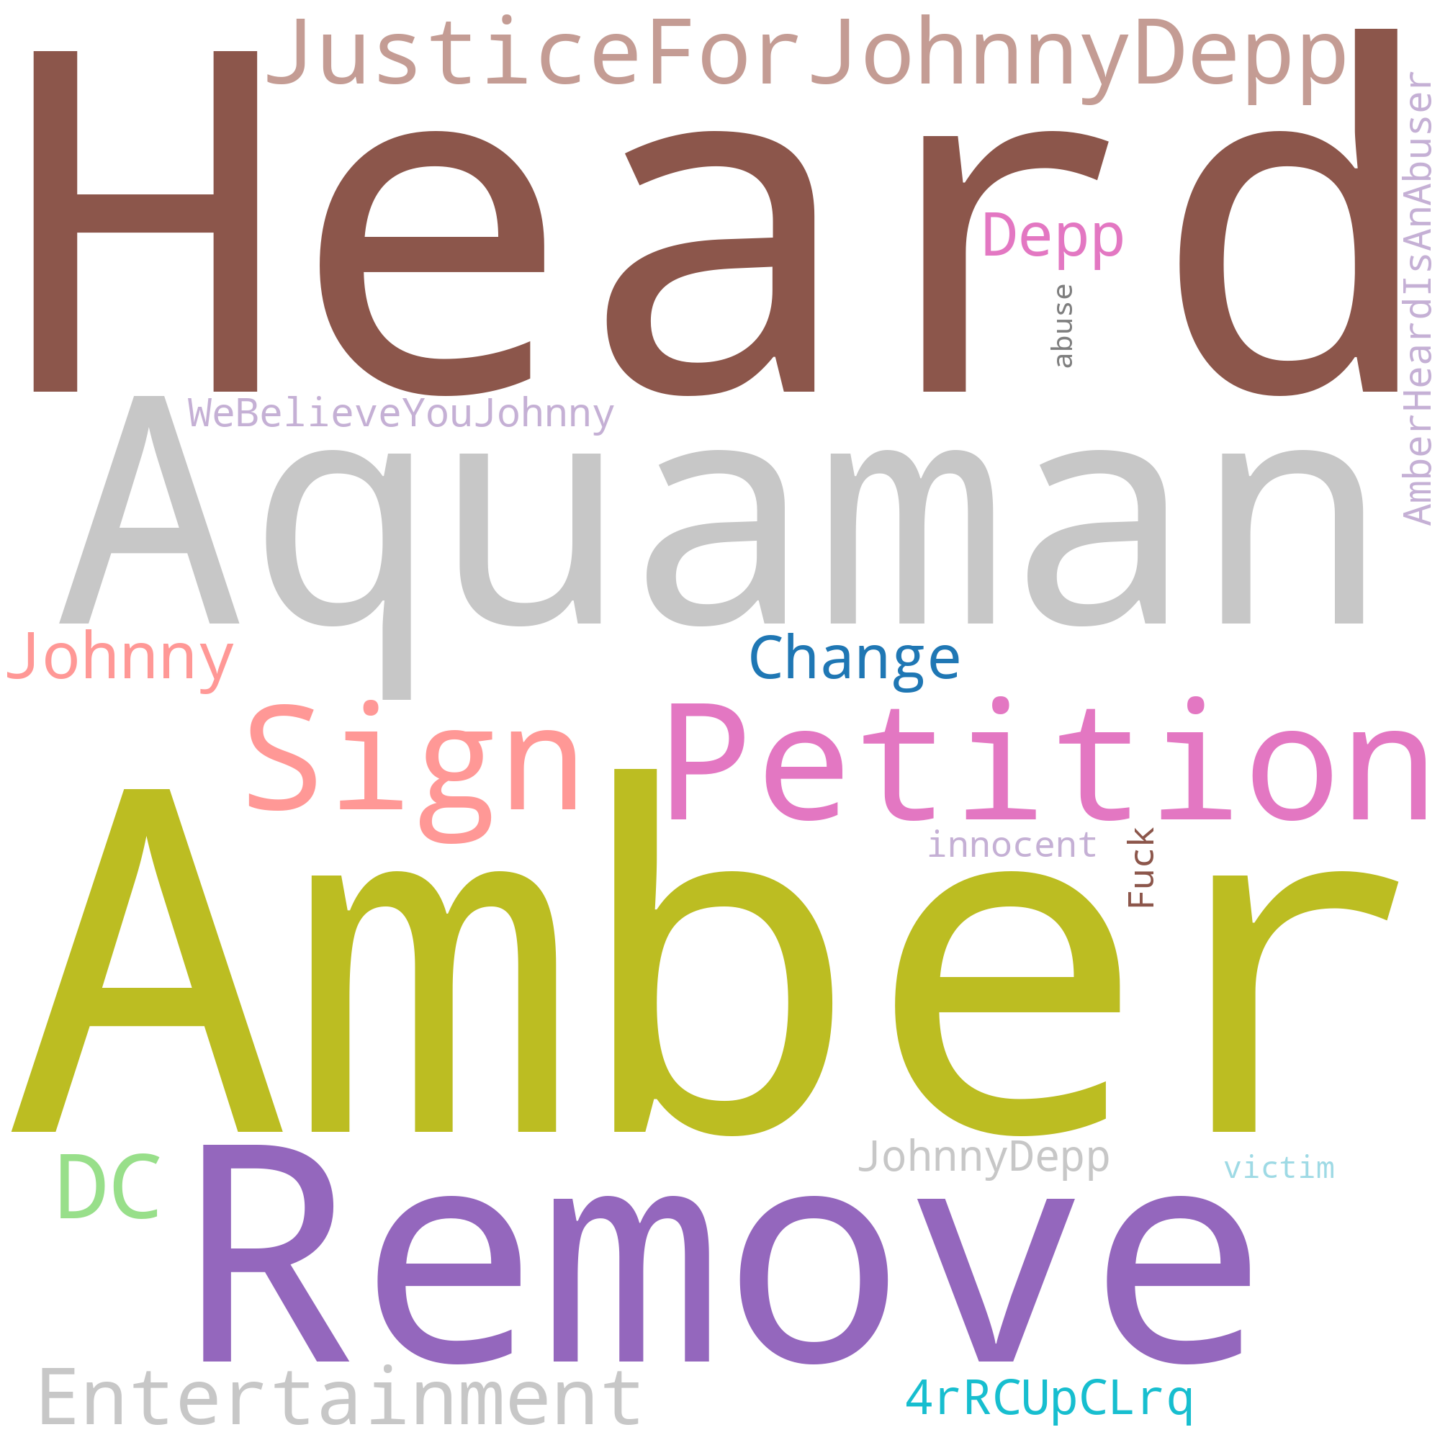 JusticeForJohnnyDepp
Heard
AmberHeardIsAnAbuser
Depp
abuse
WeBelieveYouJohnny
Aquaman
Johnny
Change
Sign
Petition
innocent
Fuck
Amber
DC
JohnnyDepp
victim
Remove
Entertainment
4rRCUpCLrq